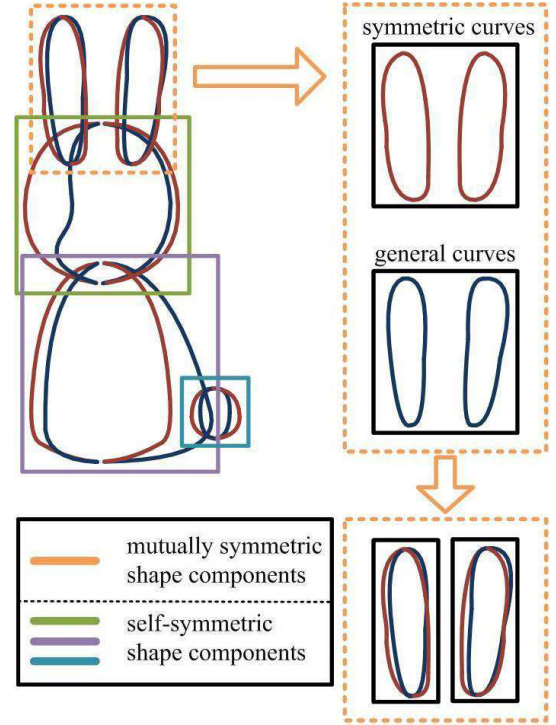 symmetric curves
general curves
mutually symmetric
shape components
self-symmetric
shape components